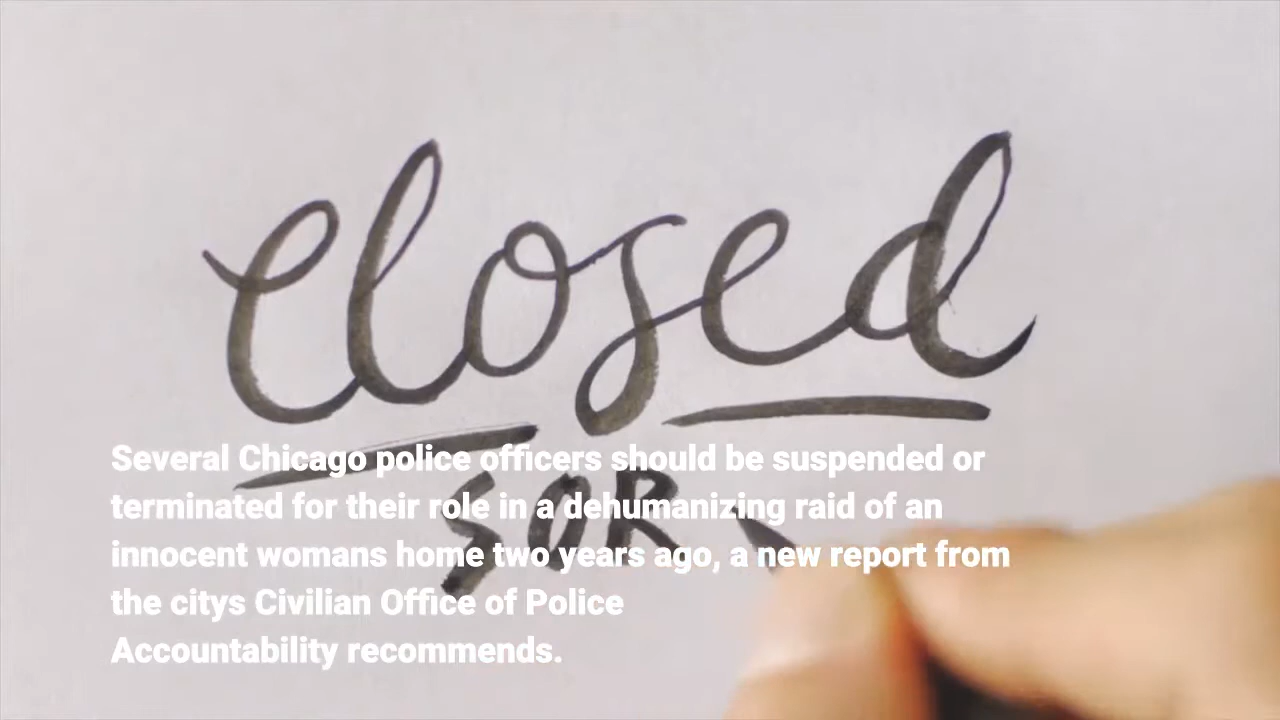 Closed
Several Chicago police officers should be suspended or
SOR
terminated for their role in a dehumanizing raid of an
innocent womans home two years ago, a new report from
the citys Civilian Office of Police
Accountability recommends.